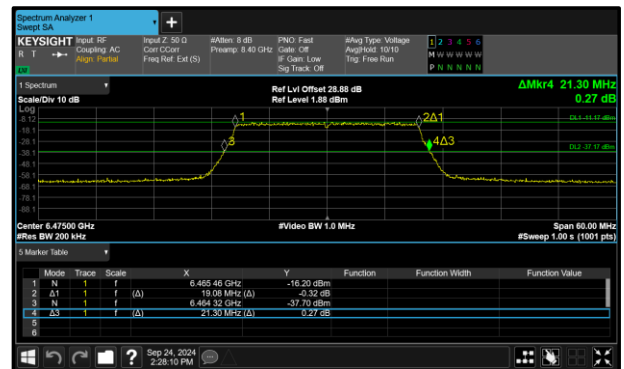 Spectrum Analyzer 1
Swept SA
+
KEYSIGHT Input: RF Input Z: 50 Ω #Atten: 8 dB PNO: Fast #Avg Type: Voltage 1 2 3 4 5 6
R T Coupling: AC Corr CCorr Preamp: 8.40 GHz Gate: Off Avg|Hold: 10/10 M W W W W W
Align: Partial Freq Ref: Ext (S) IF Gain: Low Trig: Free Run
Sig Track: Off P N N N N N
1 Spectrum
Ref Lvl Offset 28.88 dB ΔMkr4 21.30 MHz
Scale/Div 10 dB Ref Level 1.88 dBm 0.27 dB
Log
-8.12 1 2Δ1 DL1 -11.17 dBm
-18.1
-28.1 3 4Δ3
-38.1 DL2 -37.17 dBm
-48.1
-58.1
-68.1
-78.1
-88.1
Center 6.47500 GHz #Video BW 1.0 MHz Span 60.00 MHz
#Res BW 200 kHz #Sweep 1.00 s (1001 pts)
5 Marker Table
Mode Trace Scale X Y Function Function Width Function Value
1 N 1 f 6.465 46 GHz -16.20 dBm
2 Δ1 1 f (Δ) 19.08 MHz (Δ) -0.32 dB
3 N 1 f 6.464 32 GHz -37.70 dBm
4 Δ3 1 f (Δ) 21.30 MHz (Δ) 0.27 dB
5
6
? Sep 24, 2024
2:28:10 PM